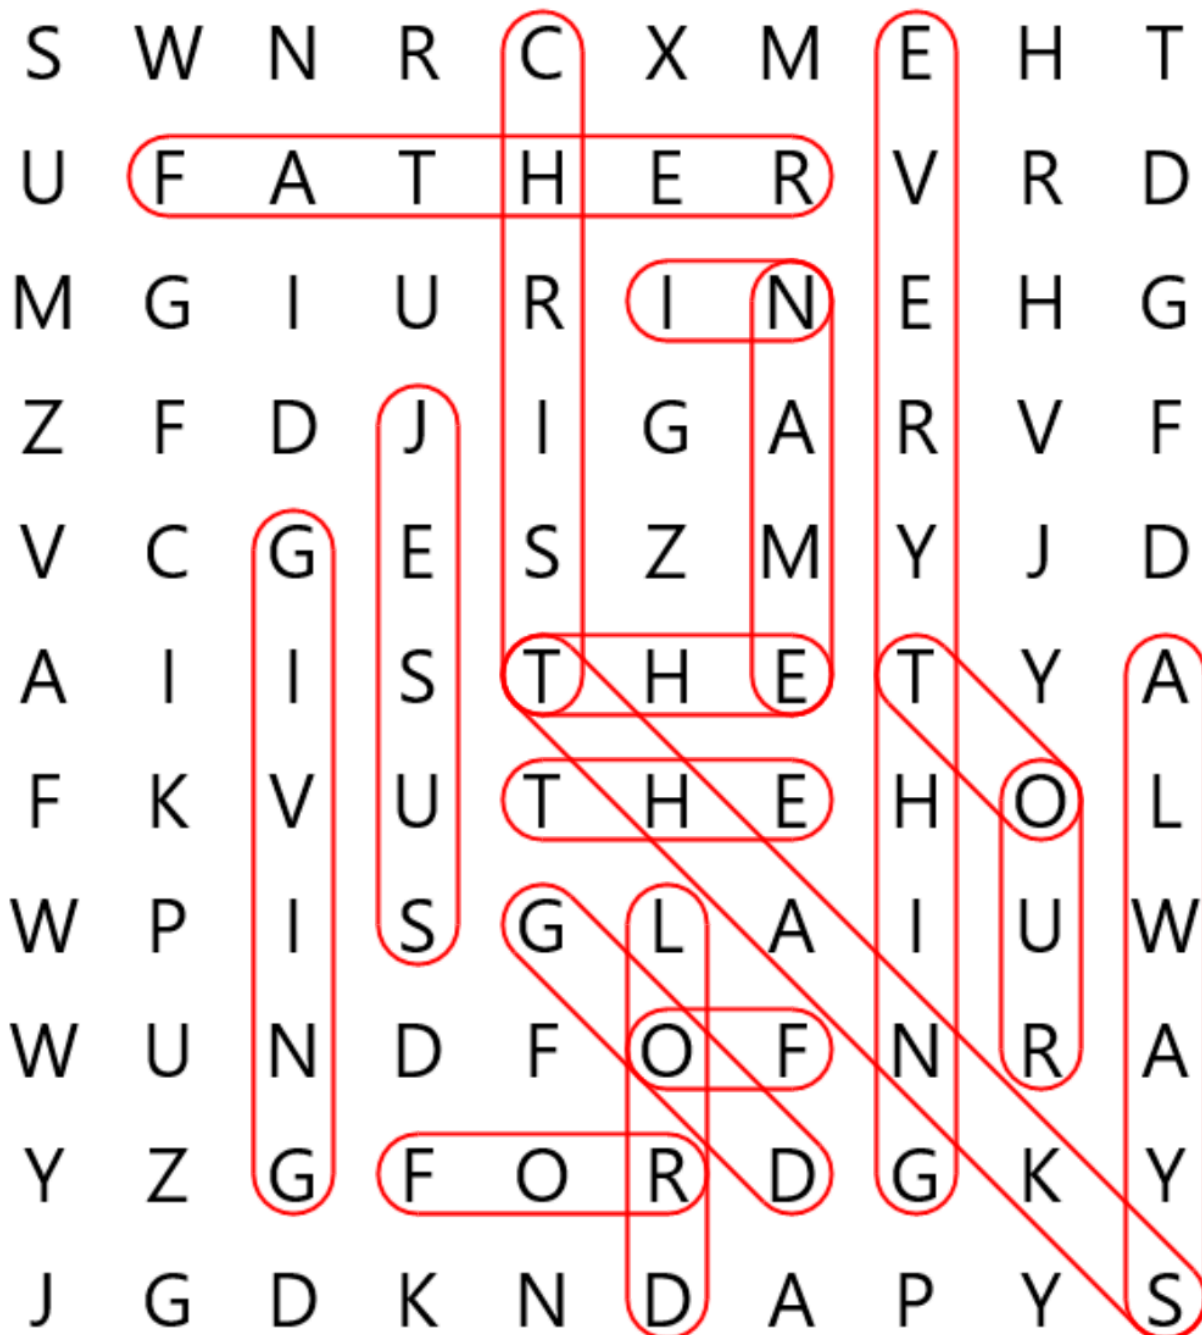 S W N R C X M E H T
U F A T H E R V R D
M G I U R I N E H G
Z F D J I G A R V F
V C G E S Z M Y J D
A I I S T H E T Y A
F K V U T H E H O L
W P I S G L A I U W
W U N D F O F N R A
Y Z G F O R D G K Y
J G D K N D A P Y S